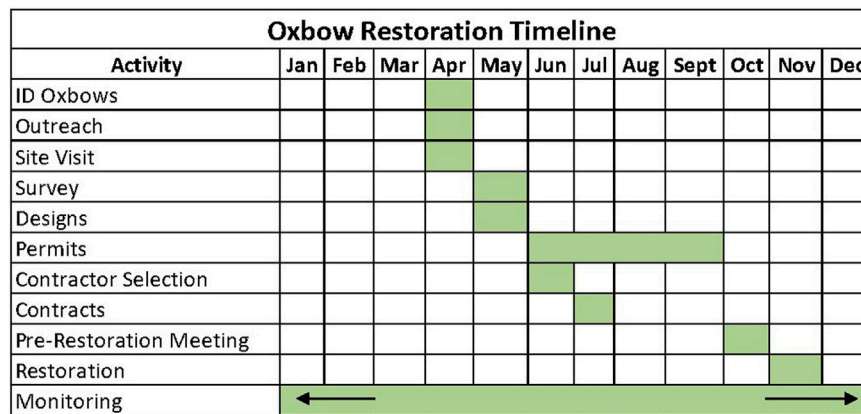 Oxbow Restoration Timeline
Activity Jan Feb Mar Apr May Jun Jul Aug Sept Oct Nov Dec
ID Oxbows
Outreach
Site Visit
Survey
Designs
Permits
Contractor Selection
Contracts
Pre-Restoration Meeting
Restoration
Monitoring